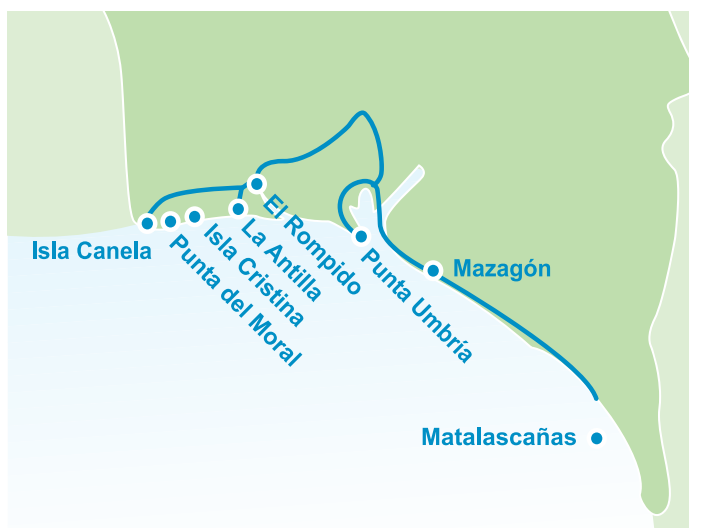 Isla Canela
Punta del Moral
Isla Cristina
La Antilla
El Rompido
Punta Umbría
Mazagón
Matalascañas